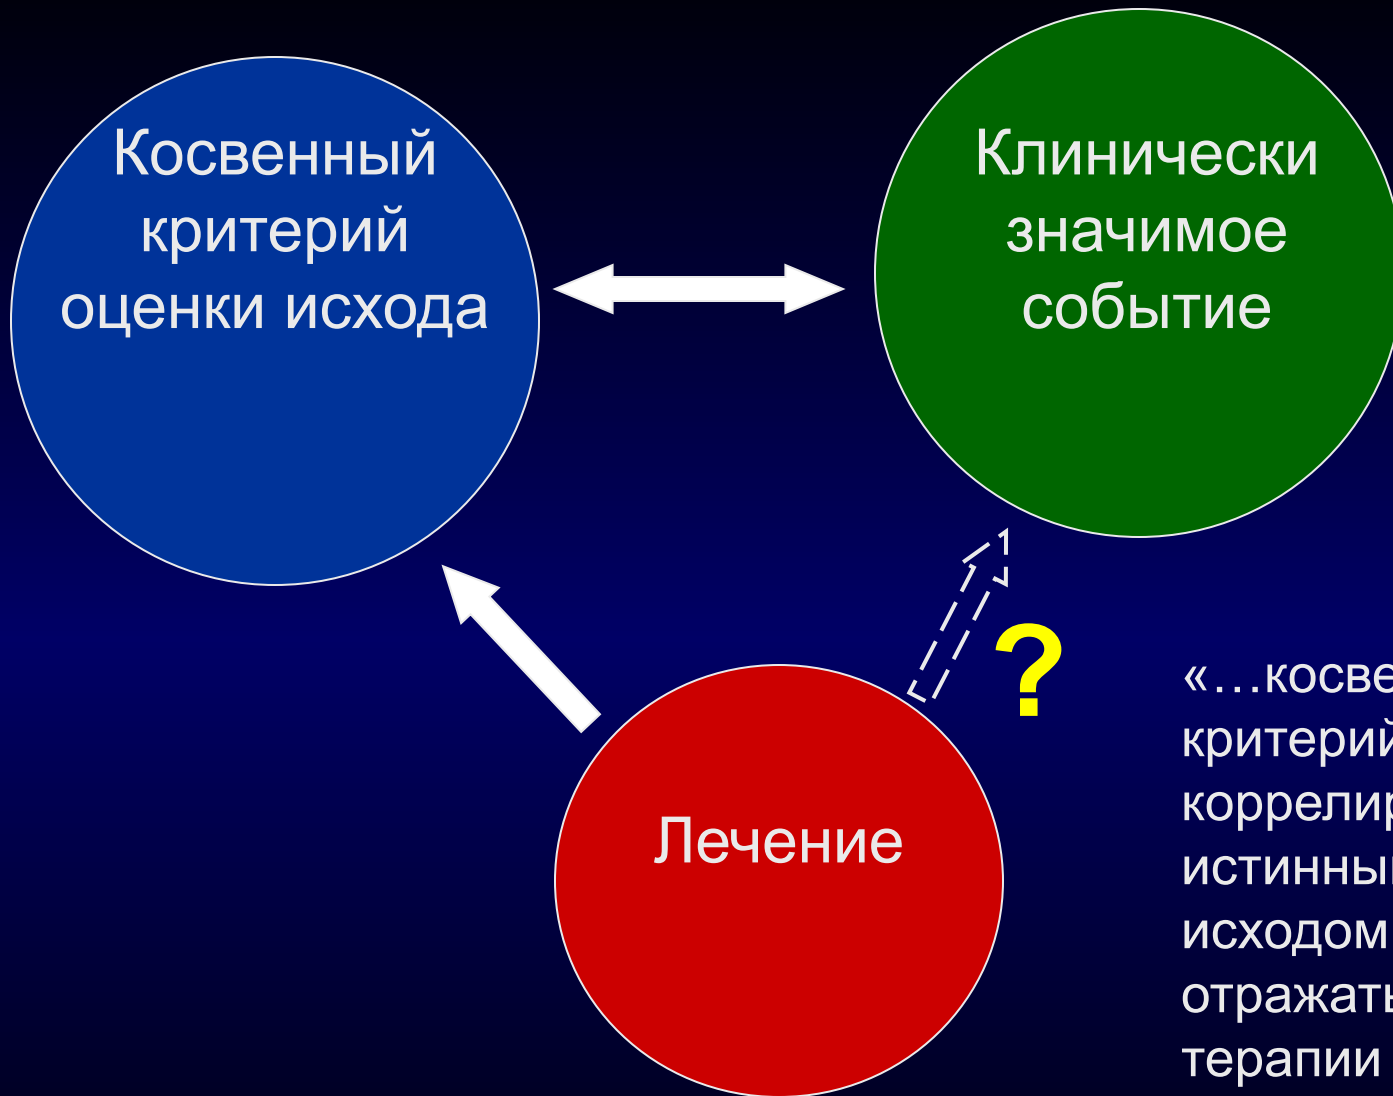 Косвенный
критерий
оценки исхода
Клинически
значимое
событие
?
Лечение
«…косве
критерий
коррелир
истинны
исходом
отражать
терапии